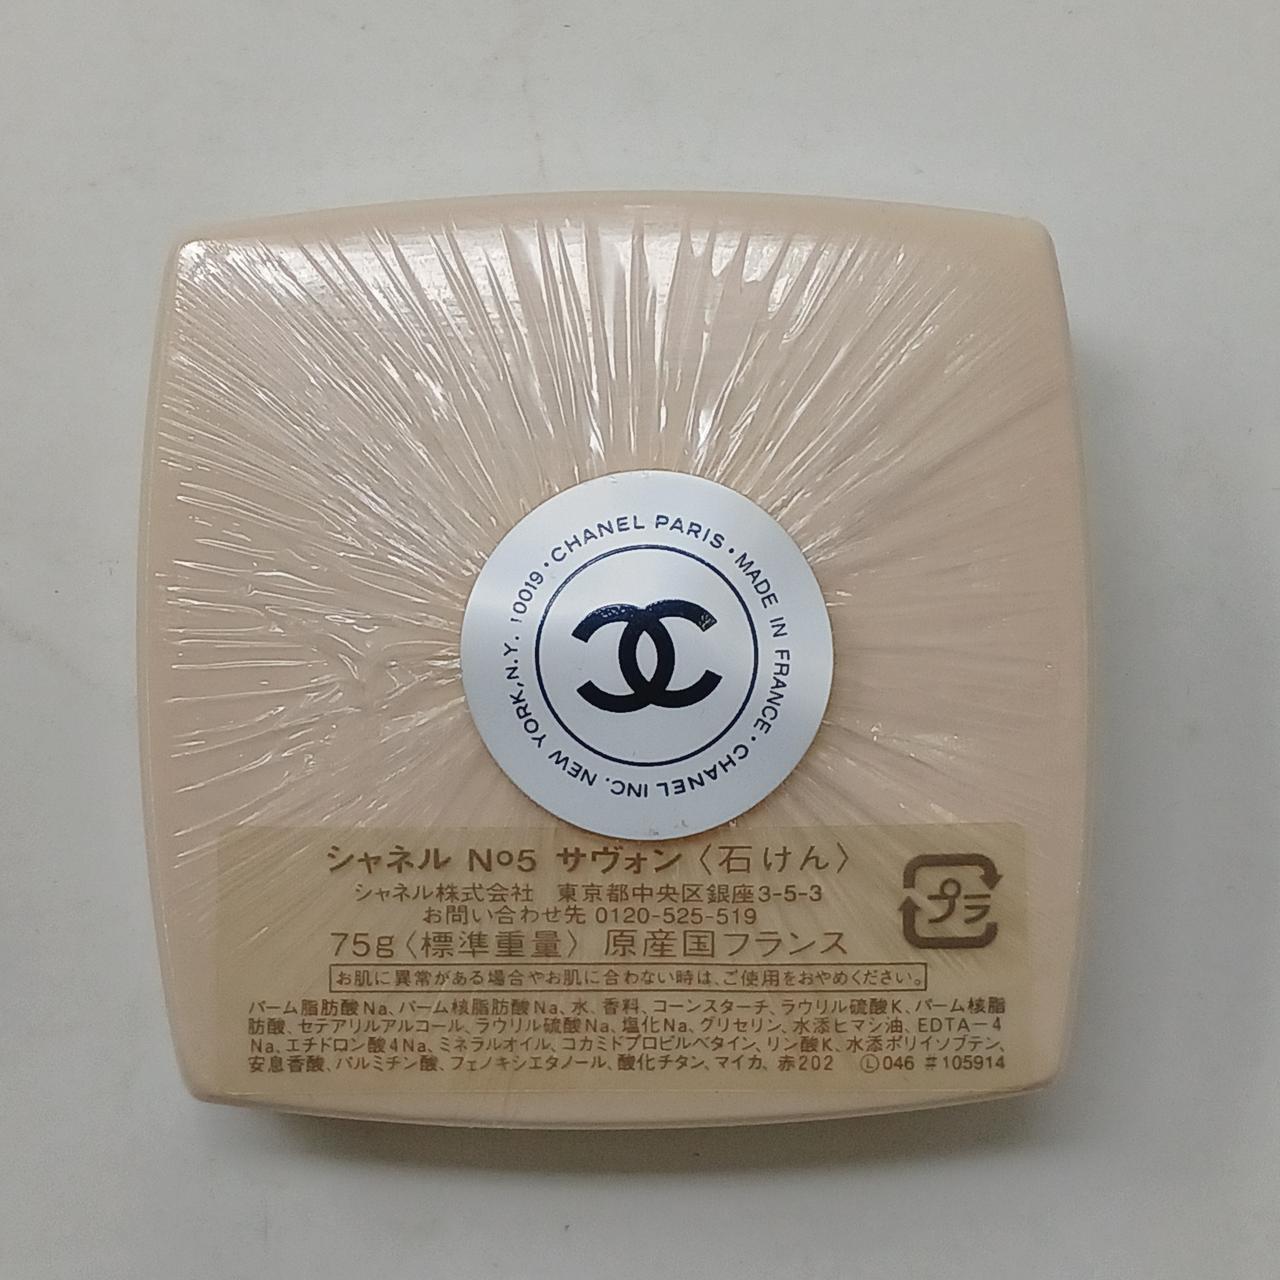 CHANEL PARIS • MADE IN FRANCE • CHANEL INC. NEW YORK, N.Y. 10019 •
シャネル Nº5 サヴォン〈石けん〉
シャネル株式会社 東京都中央区銀座3-5-3
お問い合わせ先 0120-525-519
75g〈標準重量〉原産国フランス
プラ
お肌に異常がある場合やお肌に合わない時は、ご使用をおやめください。
パーム脂肪酸Na、パーム核脂肪酸Na、水、香料、コーンスターチ、ラウリル硫酸K、パーム核脂
肪酸、セテアリルアルコール、ラウリル硫酸Na、塩化Na、グリセリン、水添ヒマシ油、EDTA−4
Na、エチドロン酸4Na、ミネラルオイル、コカミドプロピルベタイン、リン酸K、水添ポリイソブテン、
安息香酸、パルミチン酸、フェノキシエタノール、酸化チタン、マイカ、赤202 Ⓛ046 #105914